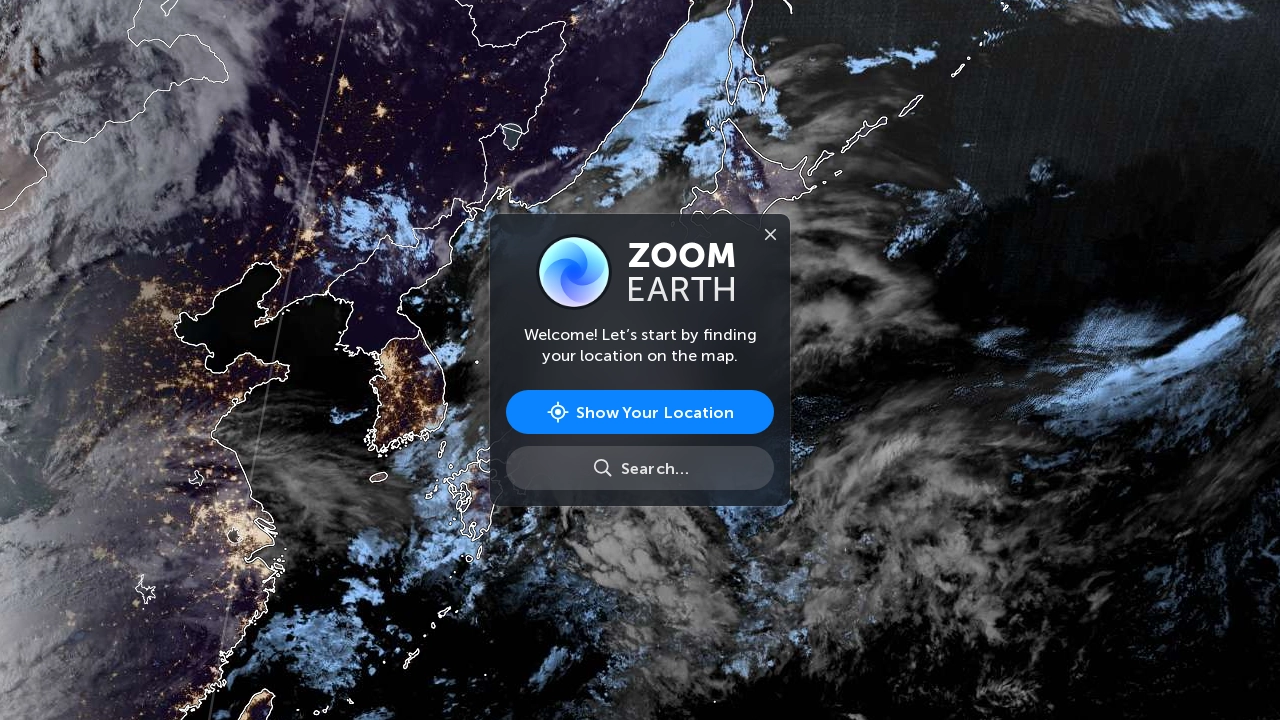 ZOOM
EARTH
Welcome! Let’s start by finding
your location on the map.
Show Your Location
Search...